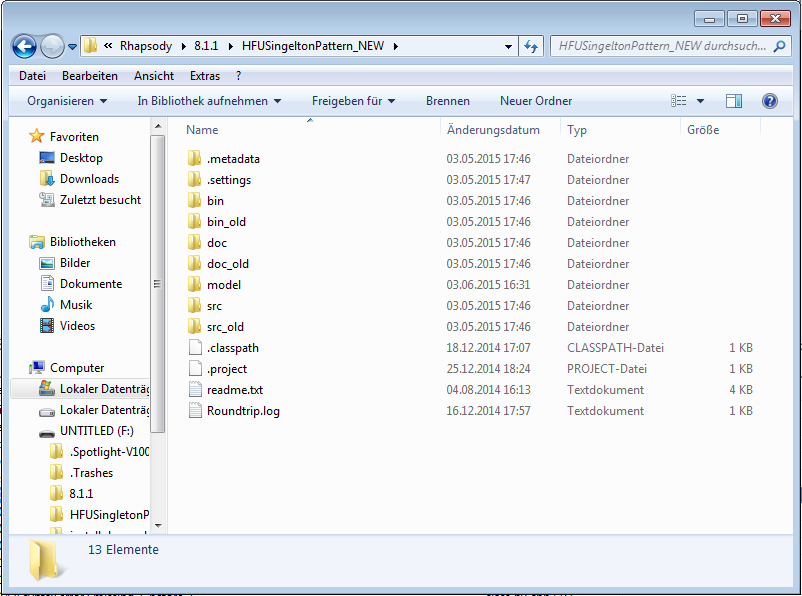 « Rhapsody 8.1.1 HFUSingeltonPattern_NEW
HFUSingeltonPattern_NEW durchsuch...
Datei Bearbeiten Ansicht Extras ?
Organisieren In Bibliothek aufnehmen Freigeben für Brennen Neuer Ordner
Name Änderungsdatum Typ Größe
Favoriten
Desktop
Downloads
Zuletzt besucht
Bibliotheken
Bilder
Dokumente
Musik
Videos
Computer
Lokaler Datenträg
Lokaler Datenträg
UNTITLED (F:)
.Spotlight-V100
.Trashes
8.1.1
HFUSingletonP
.metadata 03.05.2015 17:46 Dateiordner
.settings 03.05.2015 17:47 Dateiordner
bin 03.05.2015 17:46 Dateiordner
bin_old 03.05.2015 17:46 Dateiordner
doc 03.05.2015 17:46 Dateiordner
doc_old 03.05.2015 17:46 Dateiordner
model 03.06.2015 16:31 Dateiordner
src 03.05.2015 17:46 Dateiordner
src_old 03.05.2015 17:46 Dateiordner
.classpath 18.12.2014 17:07 CLASSPATH-Datei 1 KB
.project 25.12.2014 18:24 PROJECT-Datei 1 KB
readme.txt 04.08.2014 16:13 Textdokument 4 KB
Roundtrip.log 16.12.2014 17:57 Textdokument 1 KB
13 Elemente